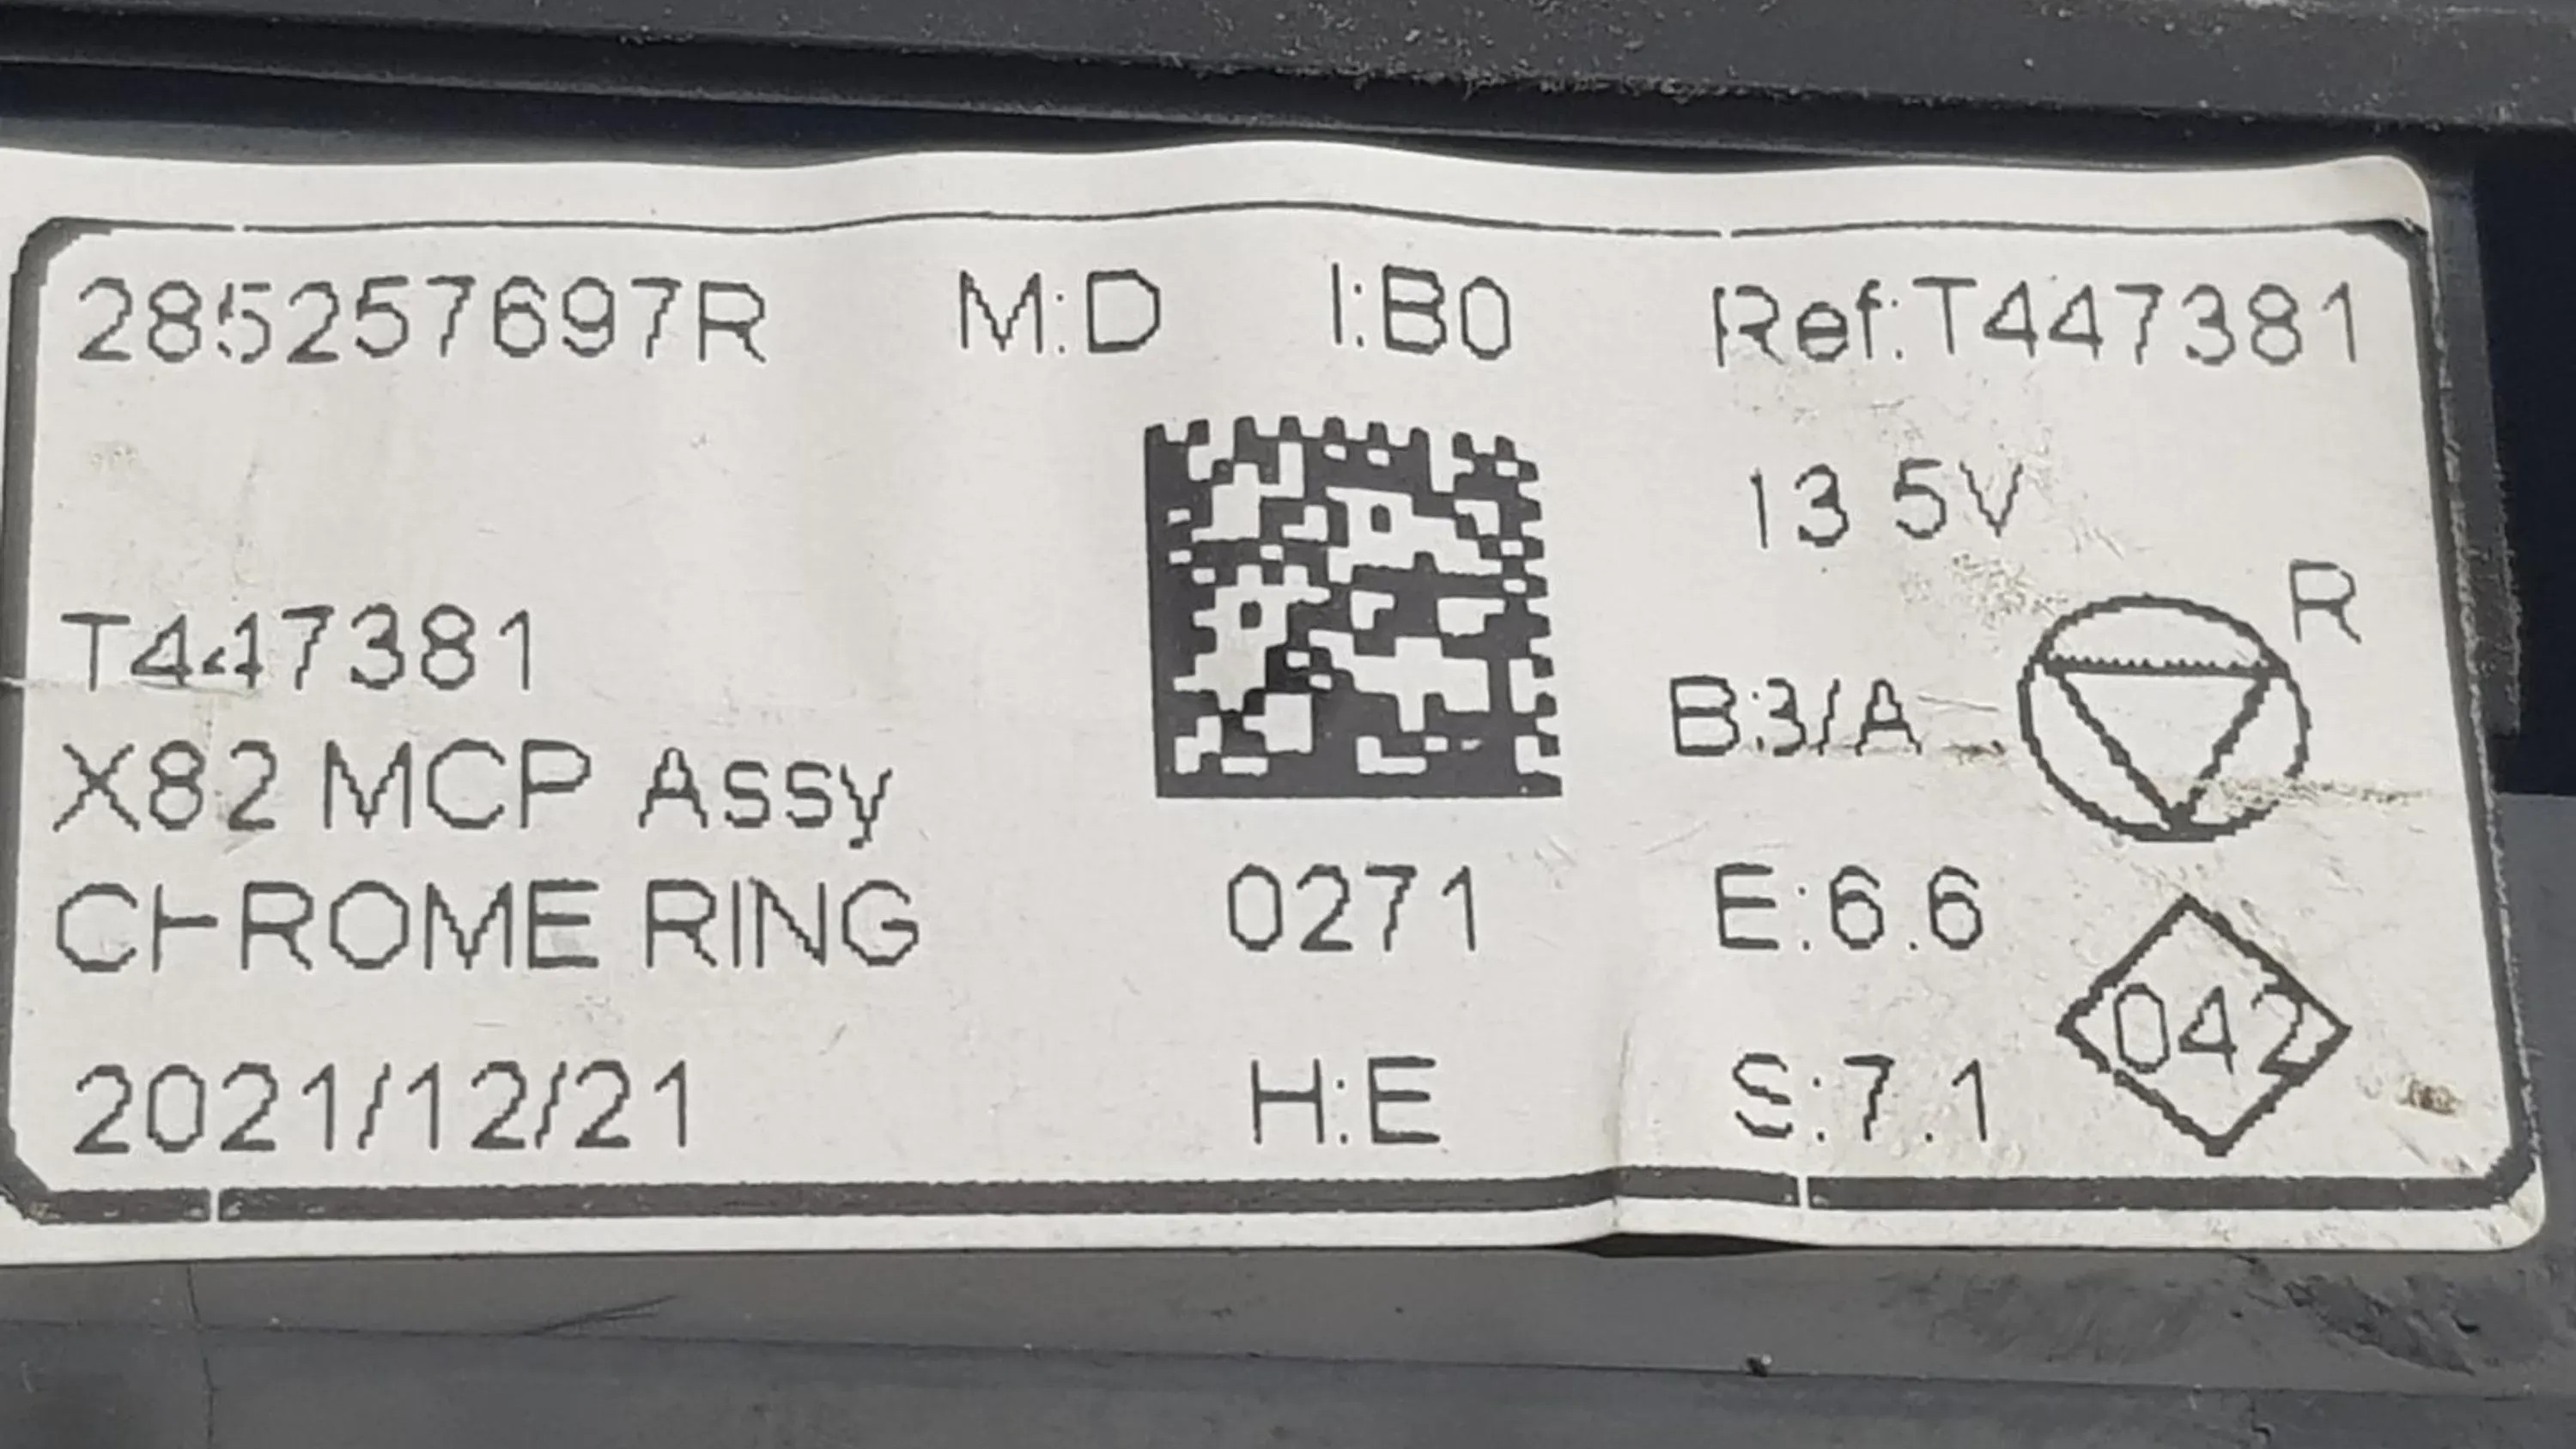 285257697R M:D I:B0 Ref:T447381
13 5V
R
T447381
B:3/A
X82 MCP Assy
CHROME RING 0271 E:6.6
042
2021/12/21 H:E S:7.1